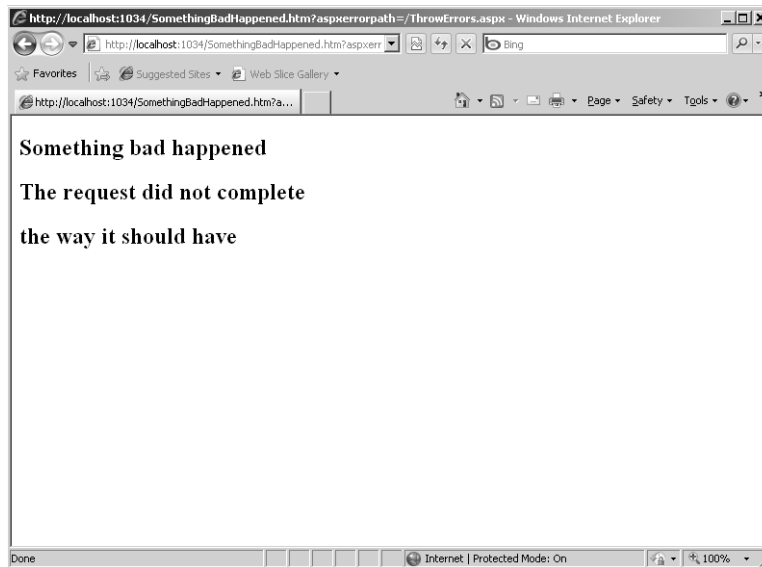 http://localhost:1034/SomethingBadHappened.htm?aspxerrorpath=/ThrowErrors.aspx - Windows Internet Explorer
http://localhost:1034/SomethingBadHappened.htm?aspxerr
Bing
Favorites Suggested Sites Web Slice Gallery
http://localhost:1034/SomethingBadHappened.htm?a...
Page Safety Tools
Something bad happened
The request did not complete
the way it should have
Done
Internet | Protected Mode: On
100%